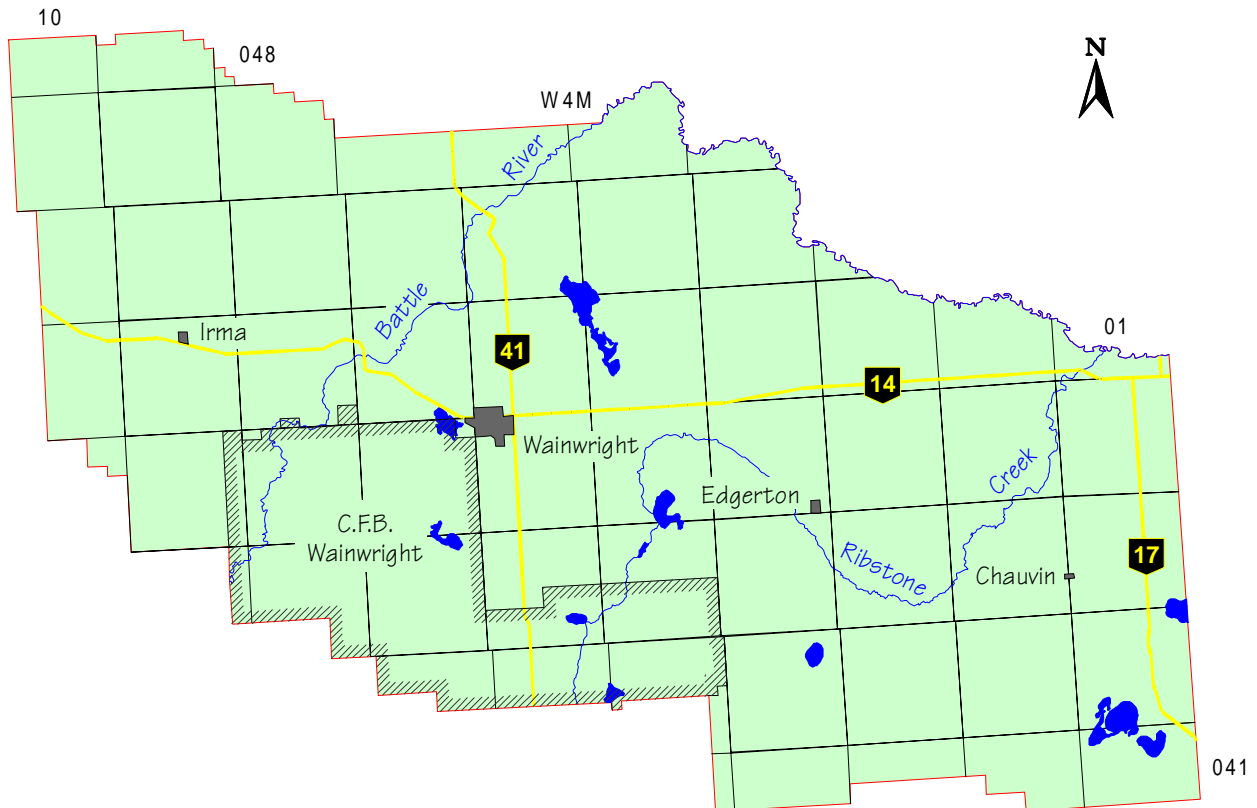 10
048
W4M
N
River
Battle
Irma
01
41
14
Wainwright
Creek
Edgerton
C.F.B.
Wainwright
Ribstone
17
Chauvin
041